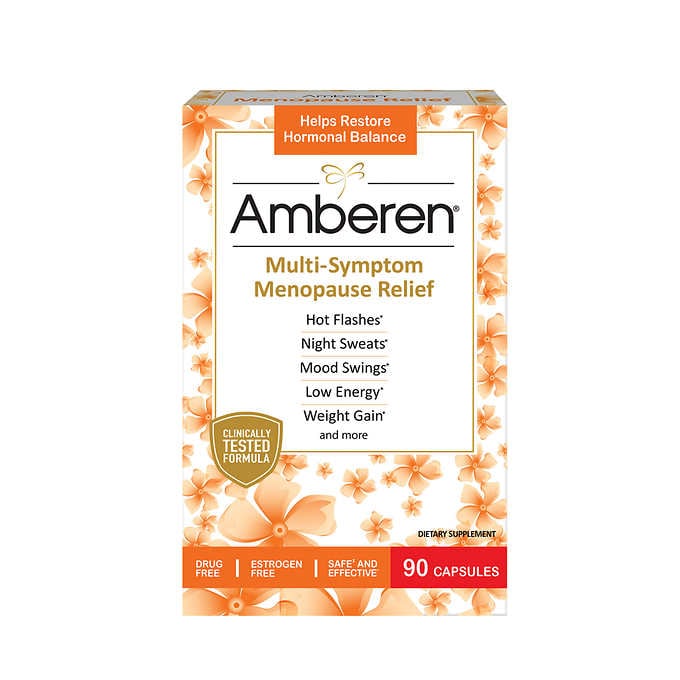 Amberen®
Menopause Relief
Helps Restore
Hormonal Balance
Amberen®
Multi-Symptom
Menopause Relief
Hot Flashes*
Night Sweats*
Mood Swings*
Low Energy*
Weight Gain*
and more
CLINICALLY
TESTED
FORMULA
DIETARY SUPPLEMENT
DRUG
FREE
ESTROGEN
FREE
SAFE† AND
EFFECTIVE*
90 CAPSULES